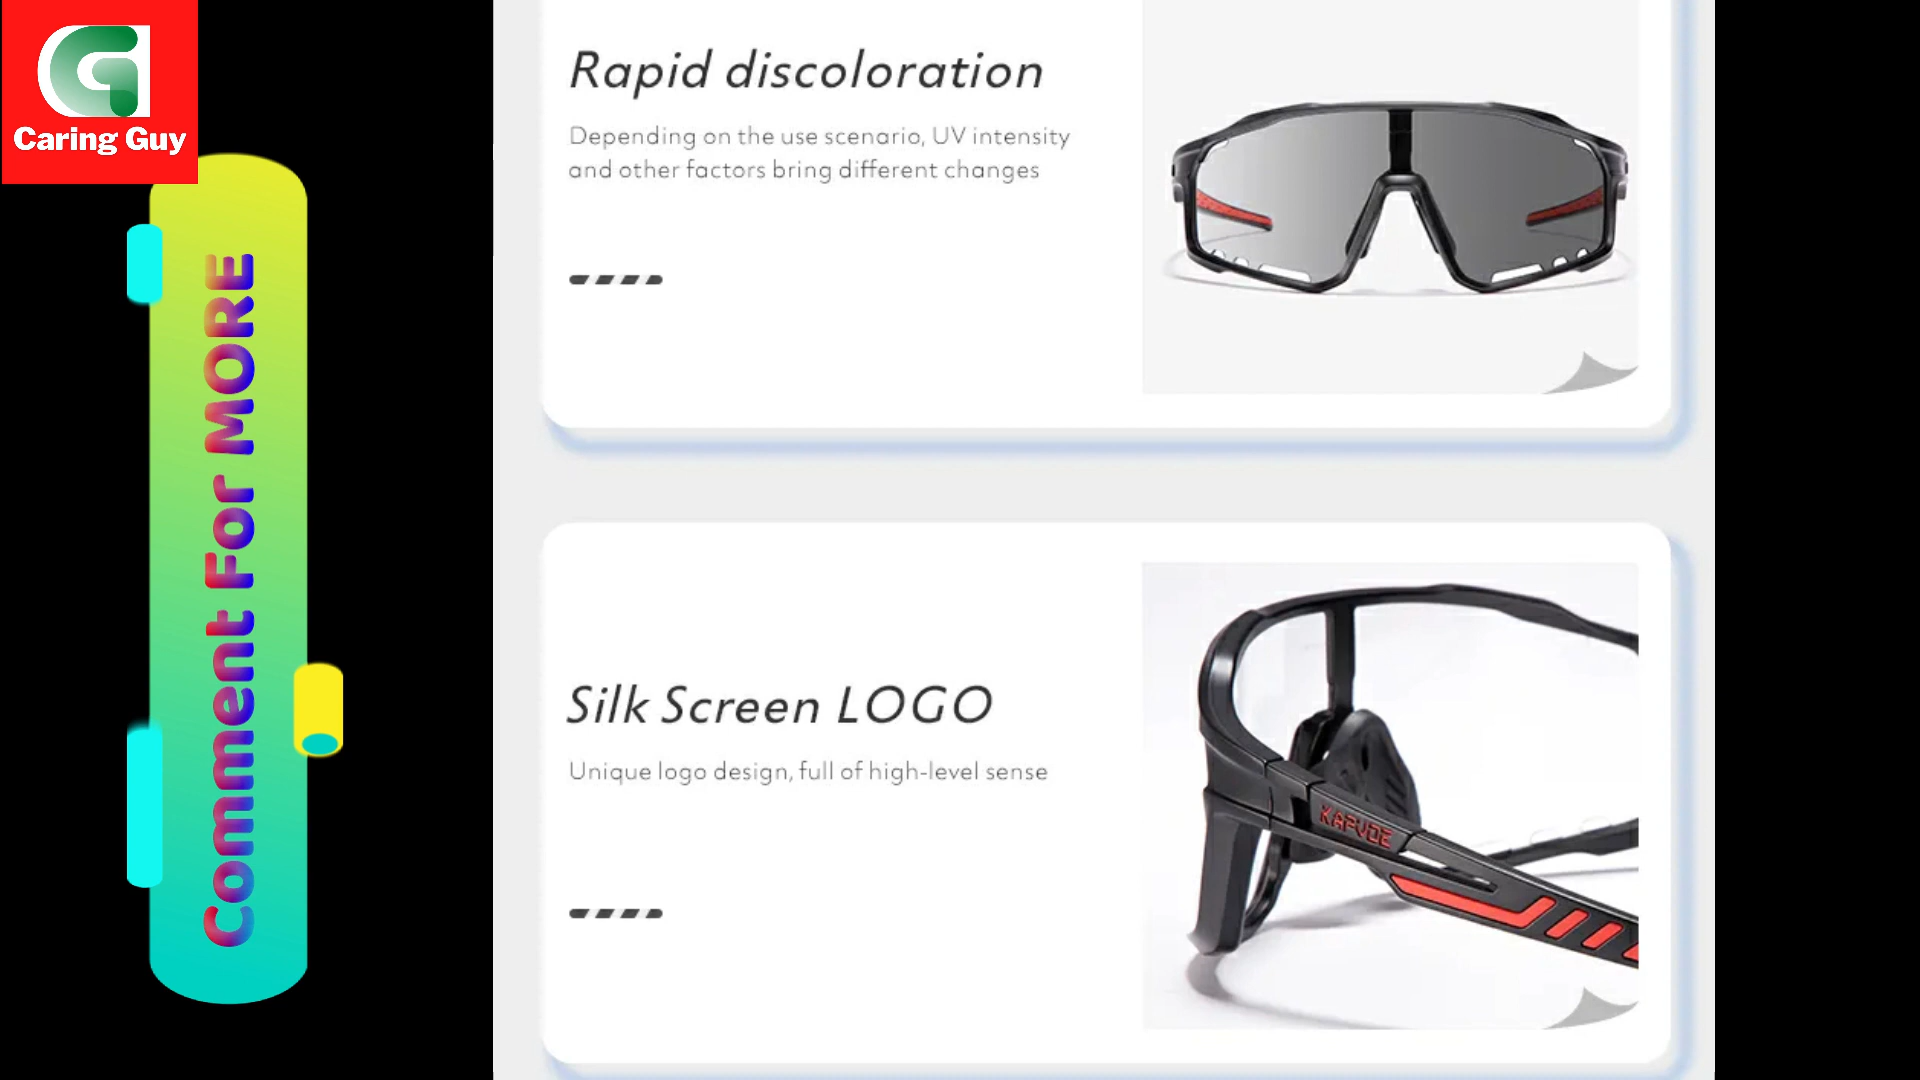 Caring Guy
Comment For MORE
Rapid discoloration
Depending on the use scenario, UV intensity
and other factors bring different changes
Silk Screen LOGO
Unique logo design, full of high-level sense
KAPVOE